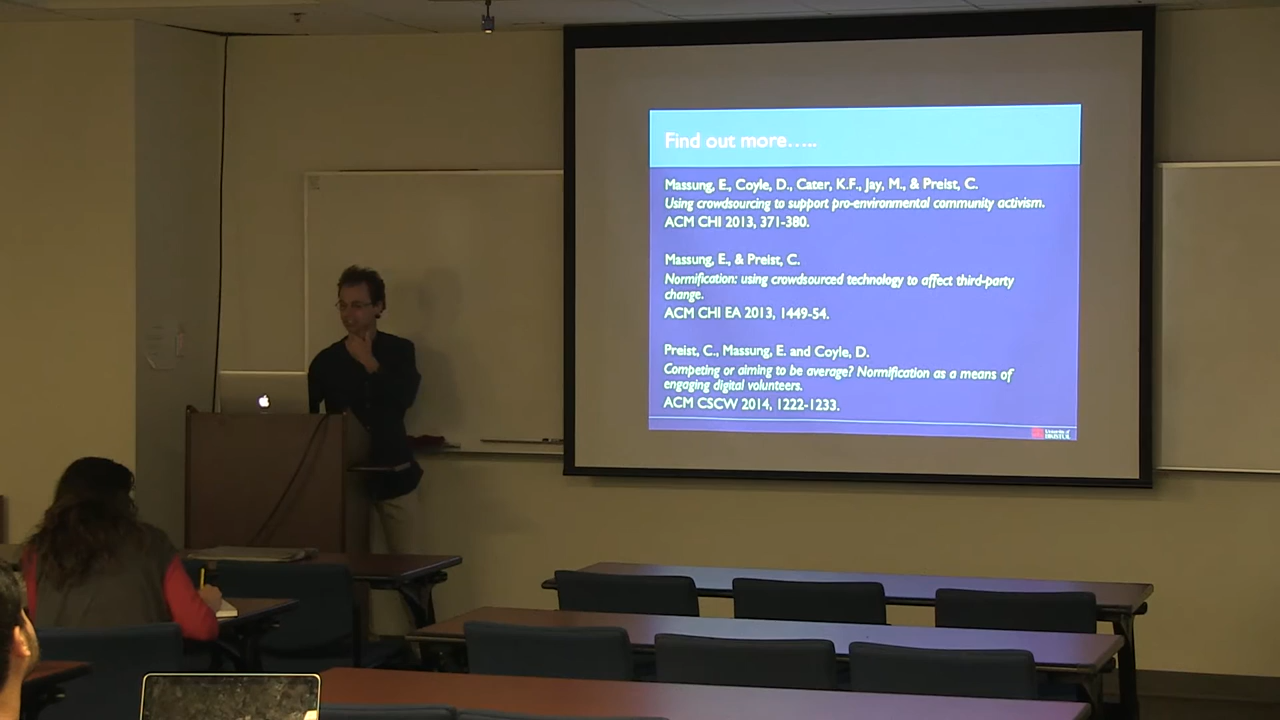 Find out more.....
Massung, E., Coyle, D., Cater, K.F., Jay, M., & Preist, C.
Using crowdsourcing to support pro-environmental community activism.
ACM CHI 2013, 371-380.
Massung, E., & Preist, C.
Normification: using crowdsourced technology to affect third-party
change.
ACM CHI EA 2013, 1449-54.
Preist, C., Massung, E. and Coyle, D.
Competing or aiming to be average? Normification as a means of
engaging digital volunteers.
ACM CSCW 2014, 1222-1233.
University of
BRISTOL